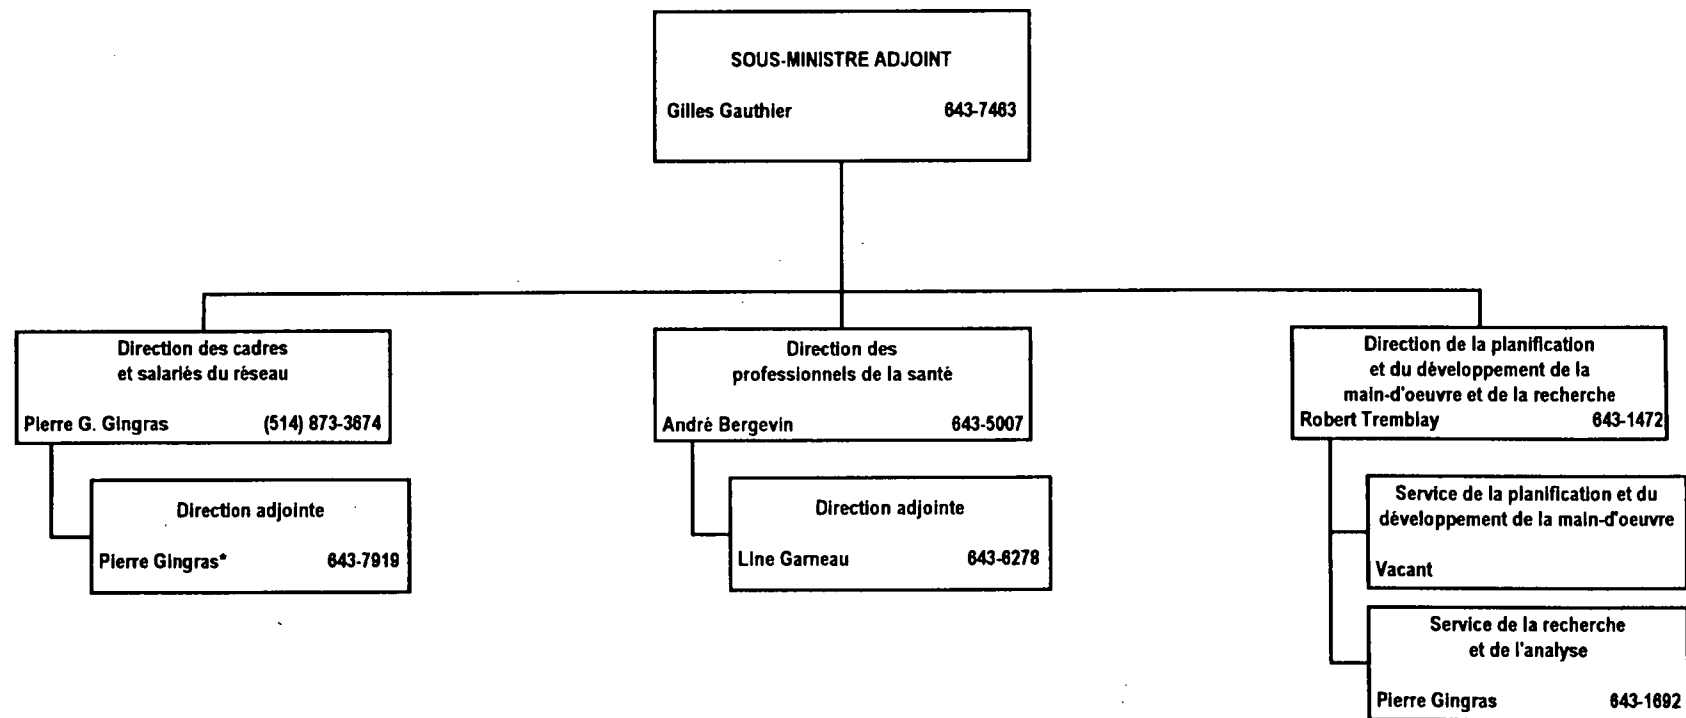 SOUS-MINISTRE ADJOINT
Gilles Gauthier 643-7463
Direction des cadres
et salariés du réseau
Pierre G. Gingras (514) 873-3674
Direction adjointe
Pierre Gingras* 643-7919
Direction des
professionnels de la santé
André Bergevin 643-5007
Direction adjointe
Line Garneau 643-6278
Direction de la planification
et du développement de la
main-d'oeuvre et de la recherche
Robert Tremblay 643-1472
Service de la planification et du
développement de la main-d'oeuvre
Vacant
Service de la recherche
et de l'analyse
Pierre Gingras 643-1692